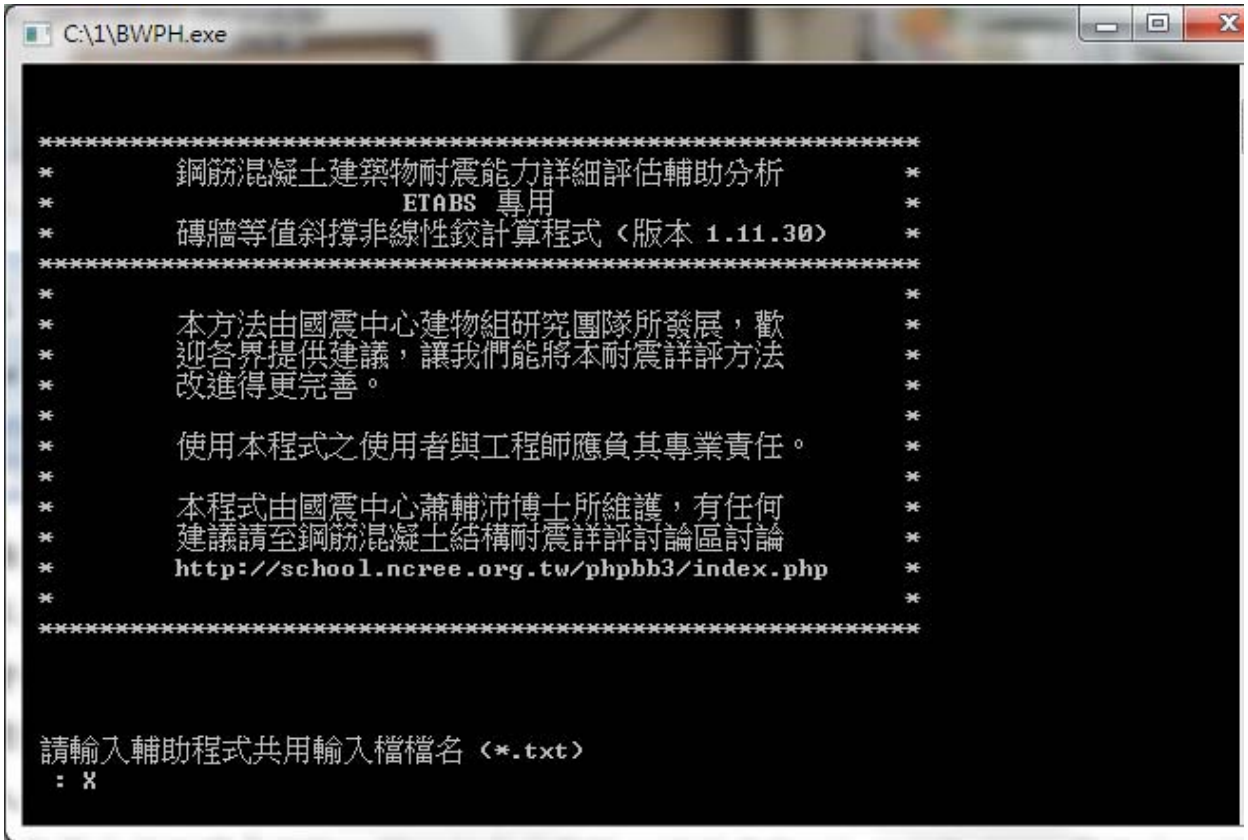 C:\1\BWPH.exe
***********************************************************
* 鋼筋混凝土建築物耐震能力詳細評估輔助分析 *
* ETABS 專用 *
* 磚牆等值斜撐非線性鉸計算程式 (版本 1.11.30) *
***********************************************************
* *
* 本方法由國震中心建物組研究團隊所發展，歡 *
* 迎各界提供建議，讓我們能將本耐震詳評方法 *
* 改進得更完善。 *
* *
* 使用本程式之使用者與工程師應負其專業責任。 *
* *
* 本程式由國震中心蕭輔沛博士所維護，有任何 *
* 建議請至鋼筋混凝土結構耐震詳評討論區討論 *
* http://school.ncree.org.tw/phpbb3/index.php *
* *
***********************************************************
請輸入輔助程式共用輸入檔檔名 (*.txt)
: X